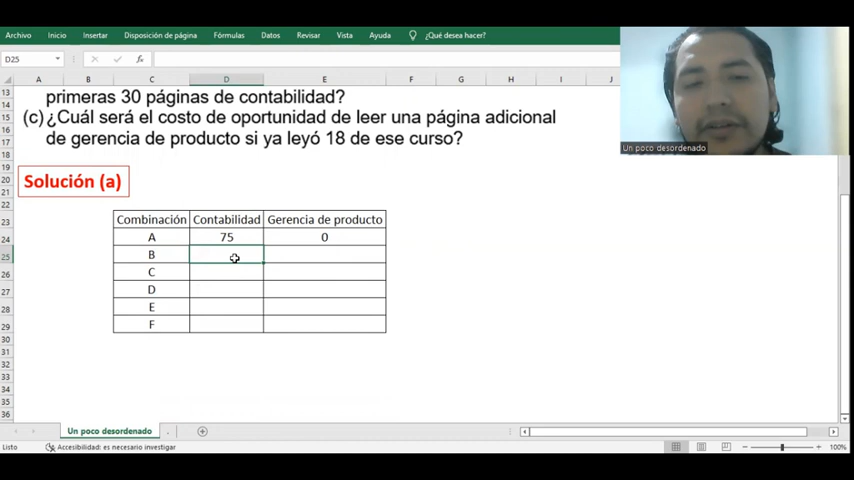 Archivo Inicio Insertar Disposición de página Fórmulas Datos Revisar Vista Ayuda ¿Qué desea hacer?
D25 fx
A B C D E F G H I J
13 primeras 30 páginas de contabilidad?
14
15 (c) ¿Cuál será el costo de oportunidad de leer una página adicional
16
17 de gerencia de producto si ya leyó 18 de ese curso?
18
Un poco desordenado
19
20 Solución (a)
21
22
23 Combinación Contabilidad Gerencia de producto
24 A 75 0
25 B
26 C
27 D
28 E
29 F
30
31
32
33
34
35
36
Un poco desordenado
Listo Accesibilidad: es necesario investigar 100%